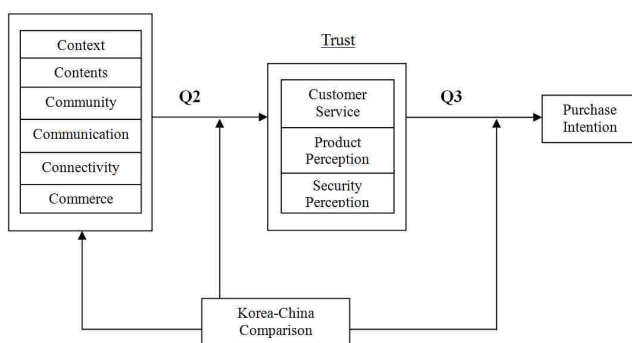 Context
Contents
Community
Communication
Connectivity
Commerce
Q2
Trust
Customer
Service
Product
Perception
Security
Perception
Q3
Purchase
Intention
Korea-China
Comparison